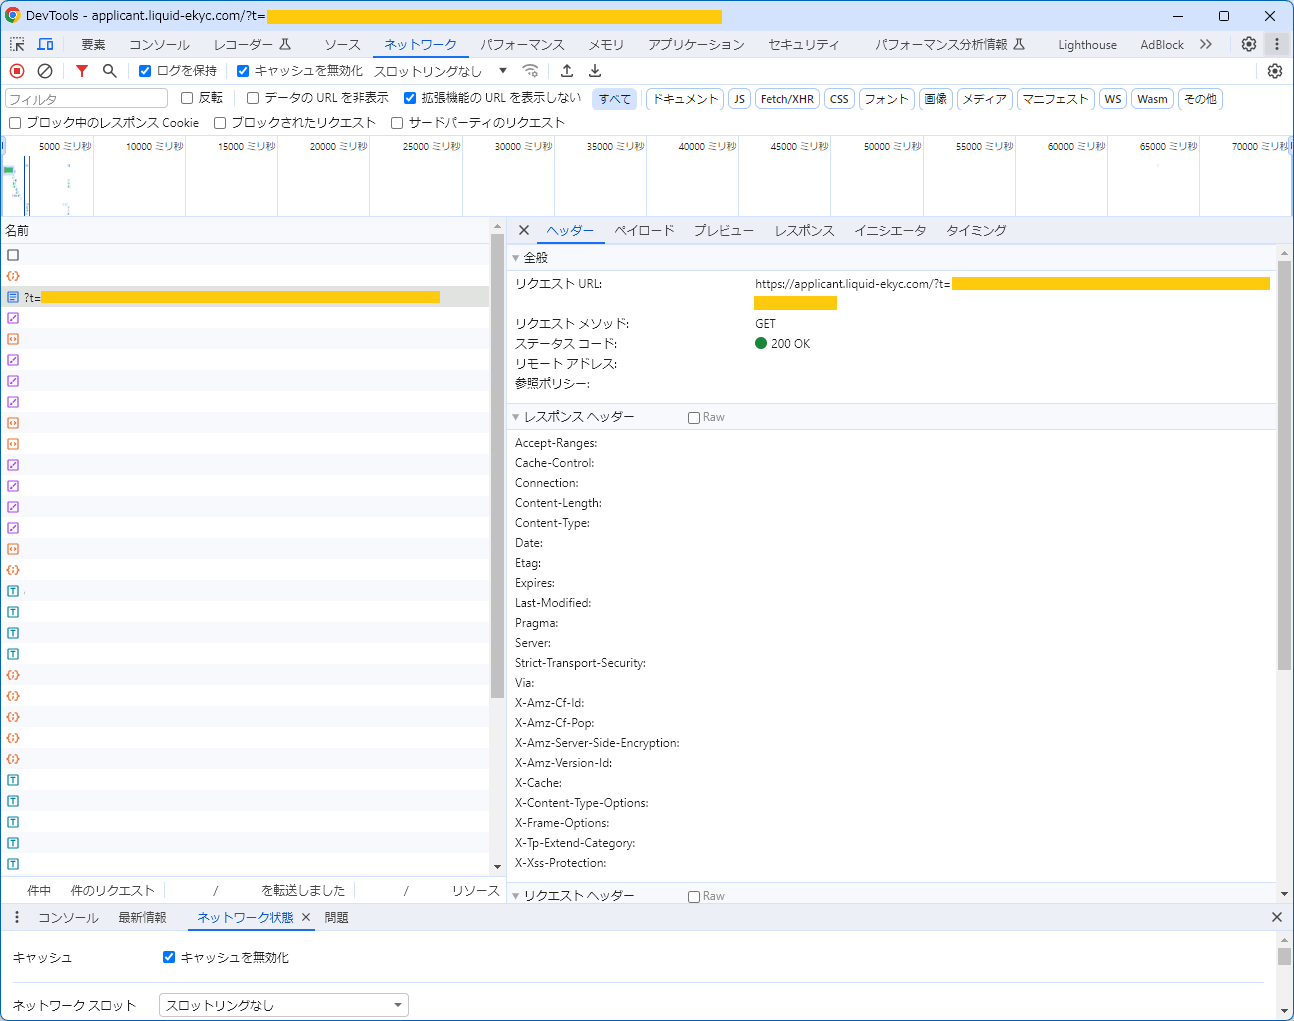 DevTools - applicant.liquid-ekyc.com/?t=
要素 コンソール レコーダー ソース ネットワーク パフォーマンス メモリ アプリケーション セキュリティ パフォーマンス分析情報 Lighthouse AdBlock
ログを保持 キャッシュを無効化 スロットリングなし
フィルタ 反転 データの URL を非表示 拡張機能の URL を表示しない すべて ドキュメント JS Fetch/XHR CSS フォント 画像 メディア マニフェスト WS Wasm その他
ブロック中のレスポンス Cookie ブロックされたリクエスト サードパーティのリクエスト
5000 ミリ秒 10000 ミリ秒 15000 ミリ秒 20000 ミリ秒 25000 ミリ秒 30000 ミリ秒 35000 ミリ秒 40000 ミリ秒 45000 ミリ秒 50000 ミリ秒 55000 ミリ秒 60000 ミリ秒 65000 ミリ秒 70000 ミリ秒
名前
?t=
ヘッダー ペイロード プレビュー レスポンス イニシエータ タイミング
全般
リクエスト URL: https://applicant.liquid-ekyc.com/?t=
リクエスト メソッド: GET
ステータス コード: 200 OK
リモート アドレス:
参照ポリシー:
レスポンス ヘッダー Raw
Accept-Ranges:
Cache-Control:
Connection:
Content-Length:
Content-Type:
Date:
Etag:
Expires:
Last-Modified:
Pragma:
Server:
Strict-Transport-Security:
Via:
X-Amz-Cf-Id:
X-Amz-Cf-Pop:
X-Amz-Server-Side-Encryption:
X-Amz-Version-Id:
X-Cache:
X-Content-Type-Options:
X-Frame-Options:
X-Tp-Extend-Category:
X-Xss-Protection:
リクエスト ヘッダー Raw
件中 件のリクエスト / を転送しました / リソース
コンソール 最新情報 ネットワーク状態 問題
キャッシュ キャッシュを無効化
ネットワーク スロット スロットリングなし